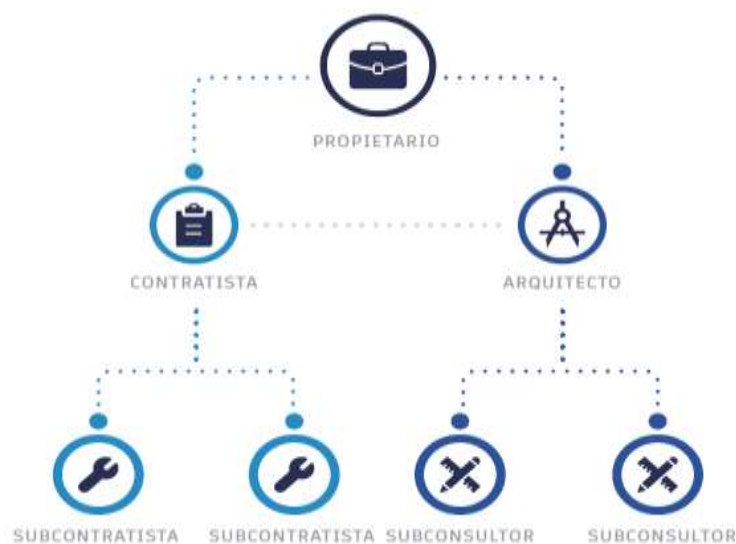 PROPIETARIO
CONTRATISTA
ARQUITECTO
SUBCONTRATISTA
SUBCONTRATISTA
SUBCONSULTOR
SUBCONSULTOR